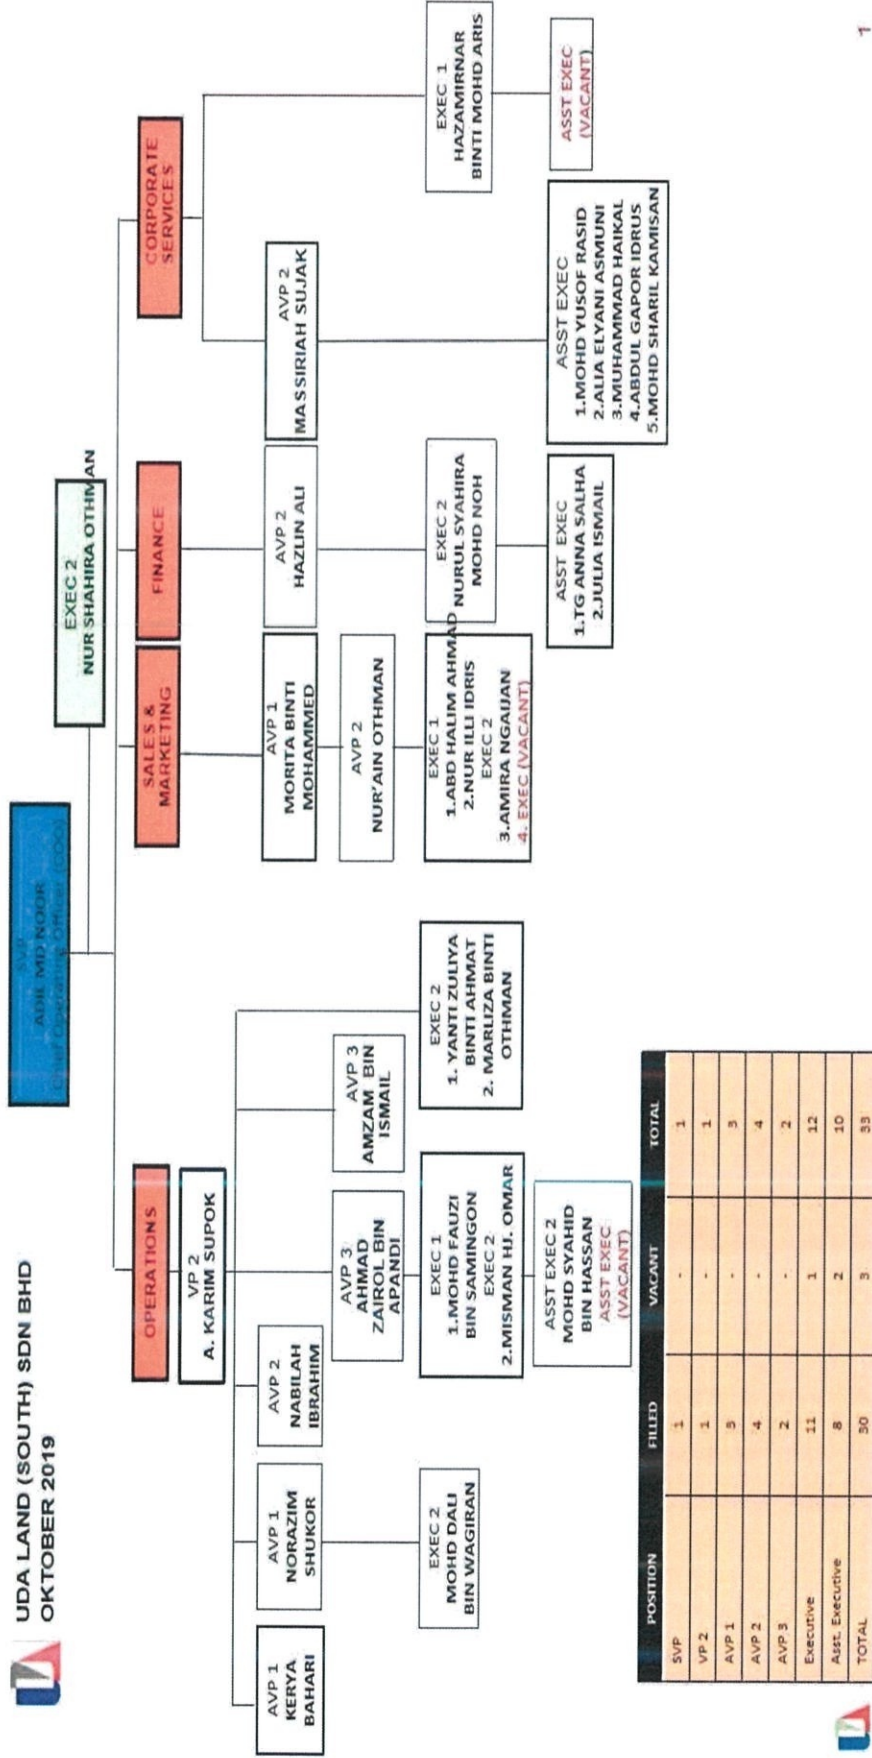 UDA LAND (SOUTH) SDN BHD
OKTOBER 2019
SVP
ADIL MD NOOR
Chief Operating Officer (COO)
EXEC 2
NUR SHAHIRA OTHMAN
OPERATIONS
SALES &
MARKETING
FINANCE
CORPORATE
SERVICES
VP 2
A. KARIM SUPOK
AVP 1
KERYA
BAHARI
AVP 1
NORAZIM
SHUKOR
AVP 2
NABILAH
IBRAHIM
AVP 3
AHMAD
ZAIROL BIN
APANDI
AVP 3
AMZAM BIN
ISMAIL
EXEC 2
MOHD DALI
BIN WAGIRAN
EXEC 1
1.MOHD FAUZI
BIN SAMINGON
EXEC 2
2.MISMAN HJ. OMAR
EXEC 2
1. YANTI ZULIYA
BINTI AHMAT
2. MARLIZA BINTI
OTHMAN
ASST EXEC 2
MOHD SYAHID
BIN HASSAN
ASST EXEC
(VACANT)
AVP 1
MORITA BINTI
MOHAMMED
AVP 2
NUR'AIN OTHMAN
EXEC 1
1.ABD HALIM AHMAD
2.NUR ILLI IDRIS
EXEC 2
3.AMIRA NGAIJAN
4. EXEC (VACANT)
AVP 2
HAZLIN ALI
EXEC 2
NURUL SYAHIRA
MOHD NOH
ASST EXEC
1.TG ANNA SALHA
2.JULIA ISMAIL
AVP 2
MASSIRIAH SUJAK
ASST EXEC
1.MOHD YUSOF RASID
2.ALIA ELYANI ASMUNI
3.MUHAMMAD HAIKAL
4.ABDUL GAPOR IDRUS
5.MOHD SHARIL KAMISAN
EXEC 1
HAZAMIRNAR
BINTI MOHD ARIS
ASST EXEC
(VACANT)
POSITION FILLED VACANT TOTAL
SVP 1 - 1
VP 2 1 - 1
AVP 1 3 - 3
AVP 2 4 - 4
AVP 3 2 - 2
Executive 11 1 12
Asst. Executive 8 2 10
TOTAL 30 3 33
1